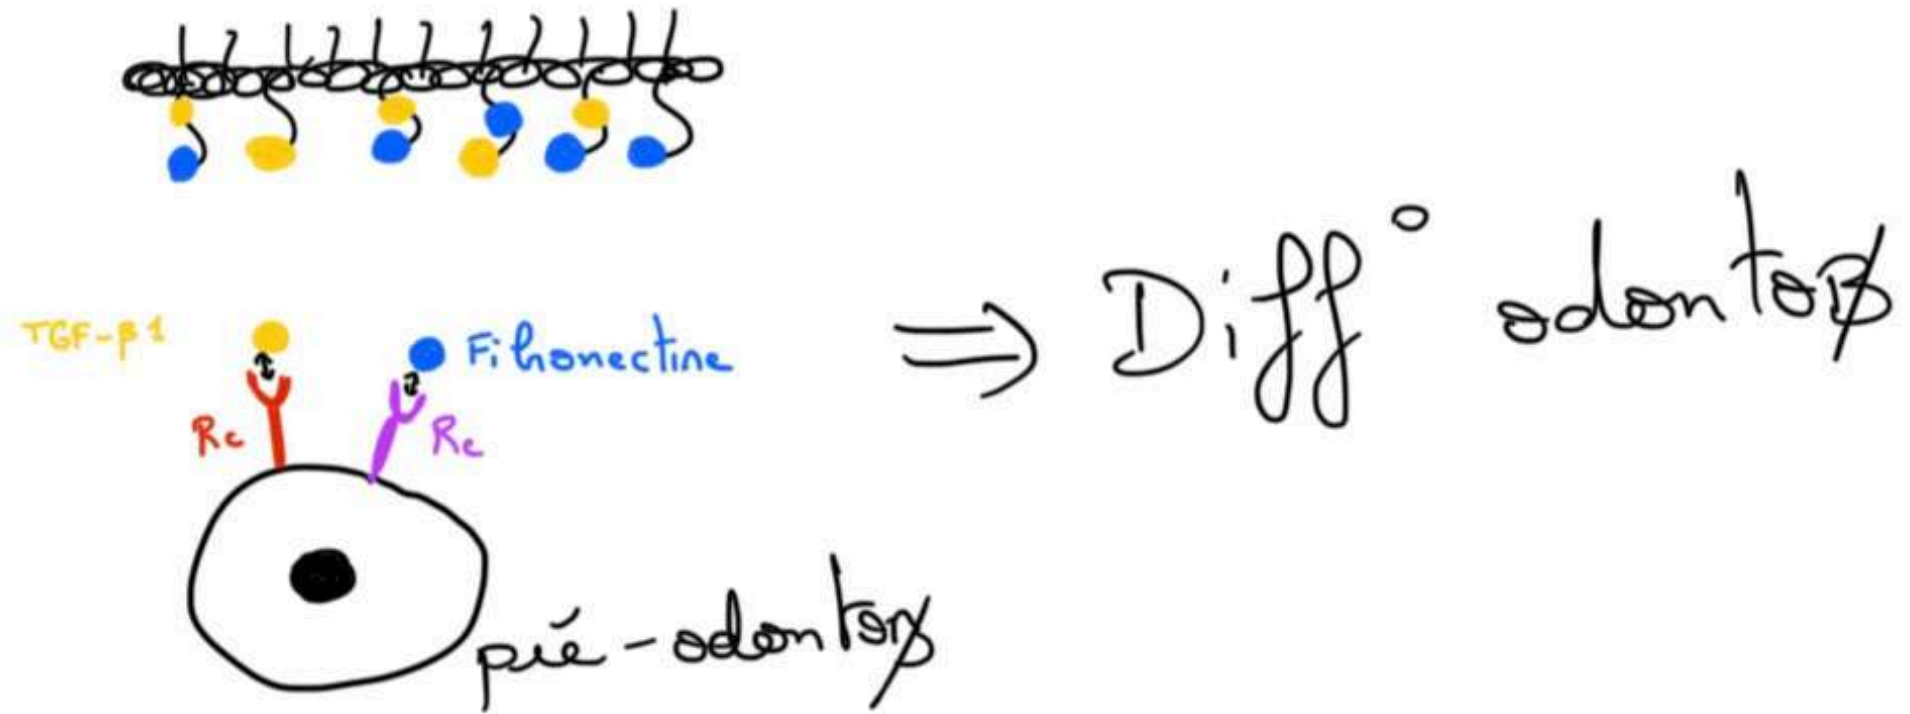 TGF-β1
Fibronectine
Rc
Rc
pré-odontoβ
⇒ Diff° odontoβ